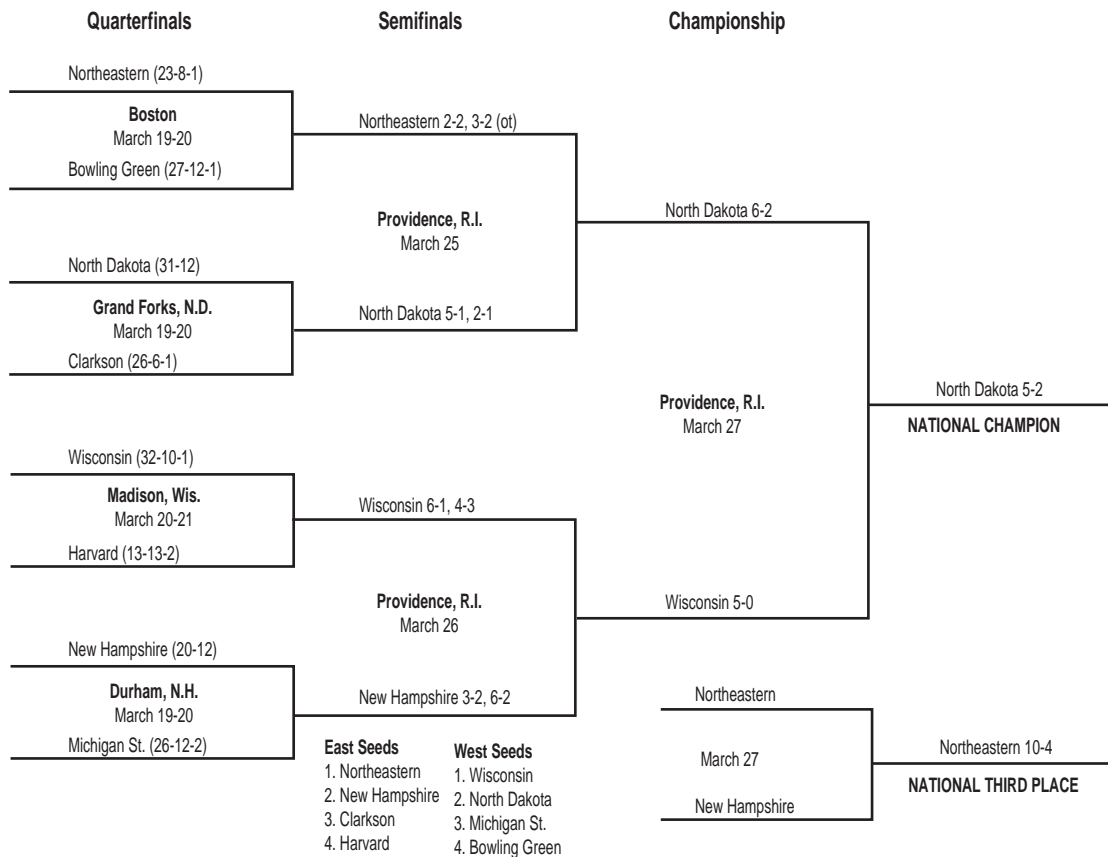 Quarterfinals
Semifinals
Championship
Northeastern (23-8-1)
Boston
March 19-20
Bowling Green (27-12-1)
North Dakota (31-12)
Grand Forks, N.D.
March 19-20
Clarkson (26-6-1)
Wisconsin (32-10-1)
Madison, Wis.
March 20-21
Harvard (13-13-2)
New Hampshire (20-12)
Durham, N.H.
March 19-20
Michigan St. (26-12-2)
Northeastern 2-2, 3-2 (ot)
Providence, R.I.
March 25
North Dakota 5-1, 2-1
Wisconsin 6-1, 4-3
Providence, R.I.
March 26
New Hampshire 3-2, 6-2
East Seeds
1. Northeastern
2. New Hampshire
3. Clarkson
4. Harvard
West Seeds
1. Wisconsin
2. North Dakota
3. Michigan St.
4. Bowling Green
North Dakota 6-2
Providence, R.I.
March 27
Wisconsin 5-0
North Dakota 5-2
NATIONAL CHAMPION
Northeastern
March 27
New Hampshire
Northeastern 10-4
NATIONAL THIRD PLACE